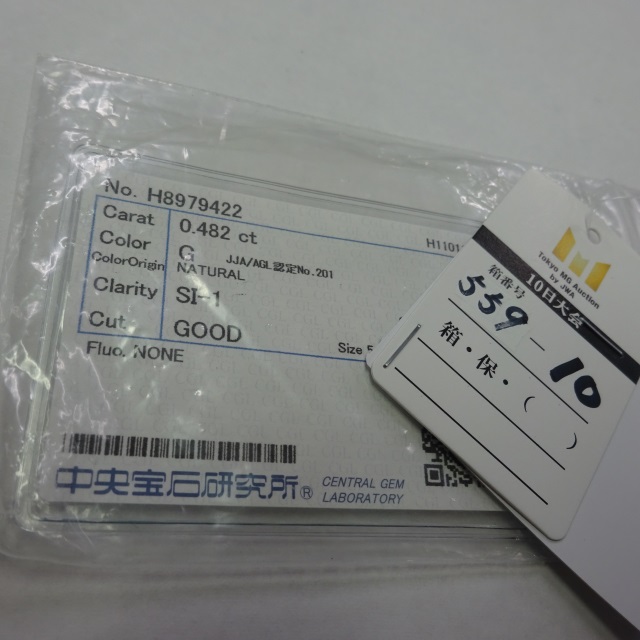 No. H8979422
Carat 0.482 ct
H1101
Color G JJA/AGL認定No.201
ColorOrigin NATURAL
Clarity SI-1
Cut GOOD
Fluo. NONE
Size 5
中央宝石研究所®
CENTRAL GEM
LABORATORY
Tokyo MG Auction
by JWA
10日大会
箱番号
559-10
箱・保・( )